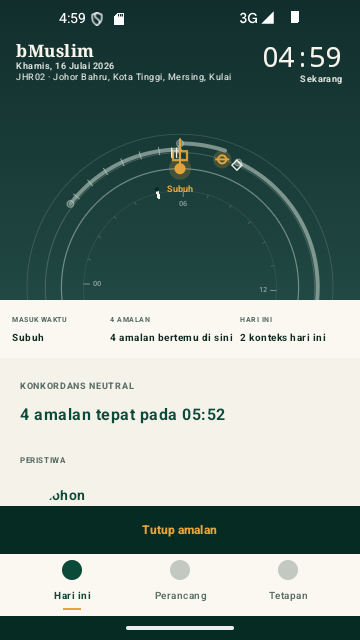 4:59
3G
bMuslim
Khamis, 16 Julai 2026
JHR02 · Johor Bahru, Kota Tinggi, Mersing, Kulai
04:59
Sekarang
Subuh
06
00
12
MASUK WAKTU
Subuh
4 AMALAN
4 amalan bertemu di sini
HARI INI
2 konteks hari ini
KONKORDANS NEUTRAL
4 amalan tepat pada 05:52
PERISTIWA
Tutup amalan
Hari ini
Perancang
Tetapan